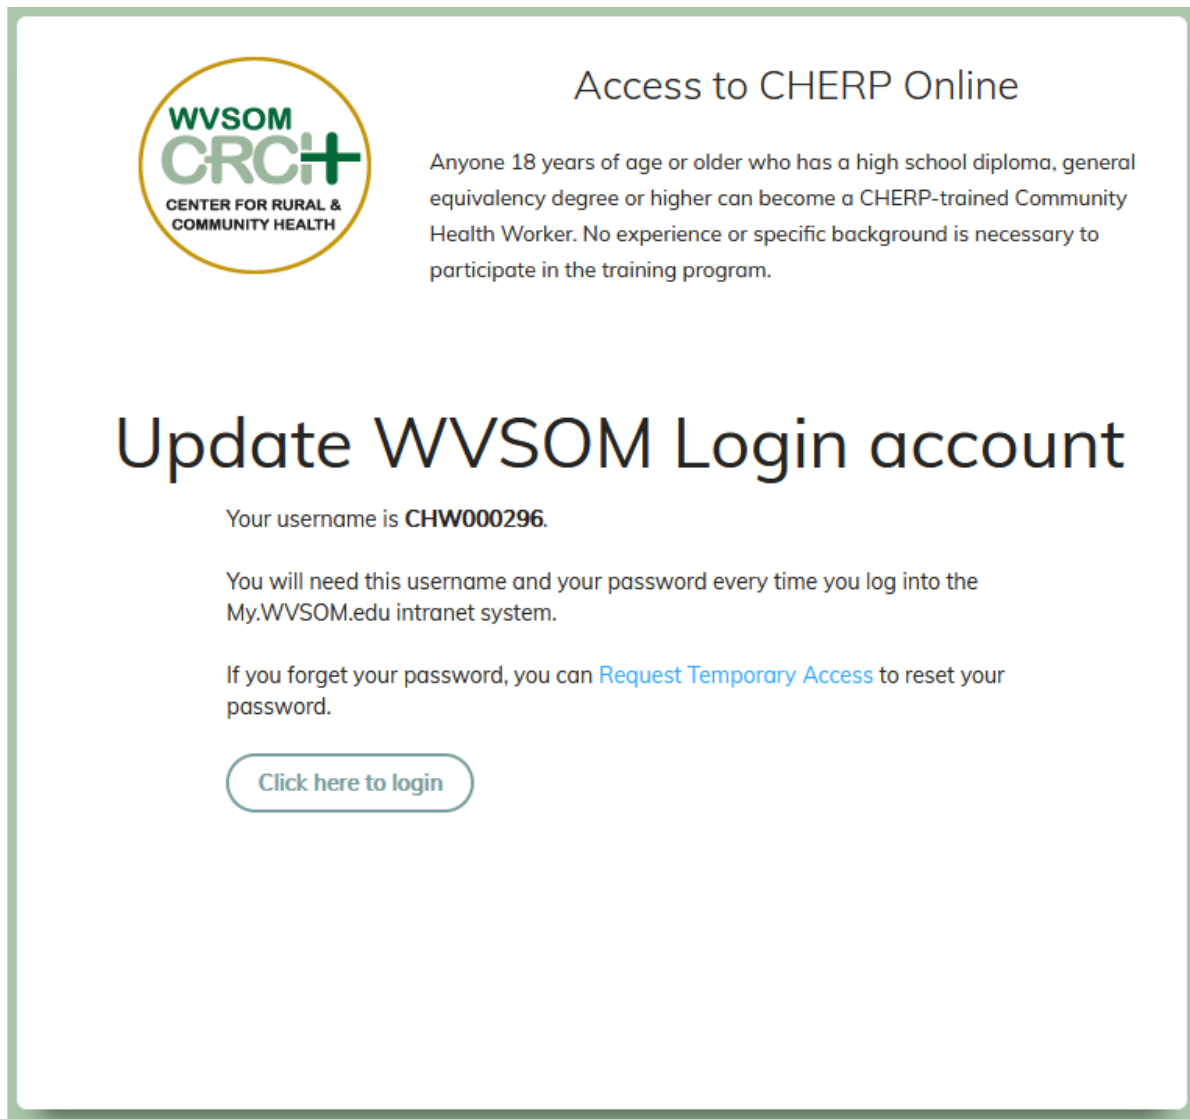 WVSOM
CRCH
CENTER FOR RURAL &
COMMUNITY HEALTH
Access to CHERP Online
Anyone 18 years of age or older who has a high school diploma, general
equivalency degree or higher can become a CHERP-trained Community
Health Worker. No experience or specific background is necessary to
participate in the training program.
Update WVSOM Login account
Your username is CHW000296.
You will need this username and your password every time you log into the
My.WVSOM.edu intranet system.
If you forget your password, you can Request Temporary Access to reset your
password.
Click here to login